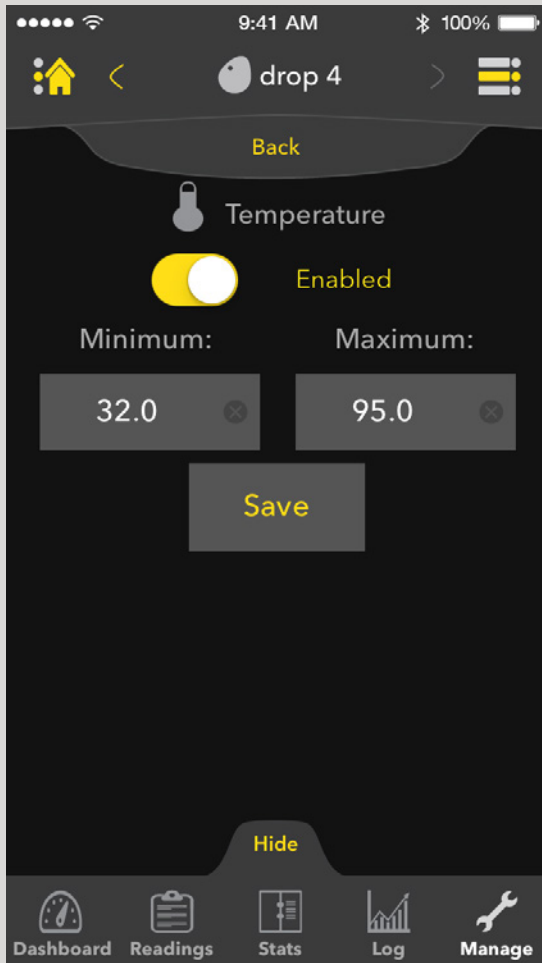 9:41 AM 100%
drop 4
Back
Temperature
Enabled
Minimum: Maximum:
32.0 95.0
Save
Hide
Dashboard Readings Stats Log Manage